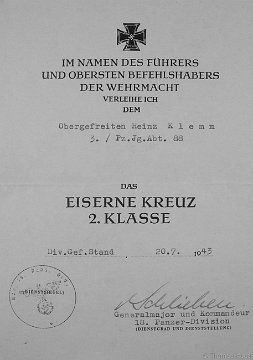 IM NAMEN DES FÜHRERS
UND OBERSTEN BEFEHLSHABERS
DER WEHRMACHT
VERLEIHE ICH
DEM
Obergefreiten Heinz Klemm
3. / Pz.Jg.Abt. 88
DAS
EISERNE KREUZ
2. KLASSE
Div.Gef.Stand , 20.7. 1943
(DIENSTSIEGEL)
Schlieben
Generalmajor und Kommandeur
18. Panzer-Division
(DIENSTGRAD UND DIENSTSTELLUNG)